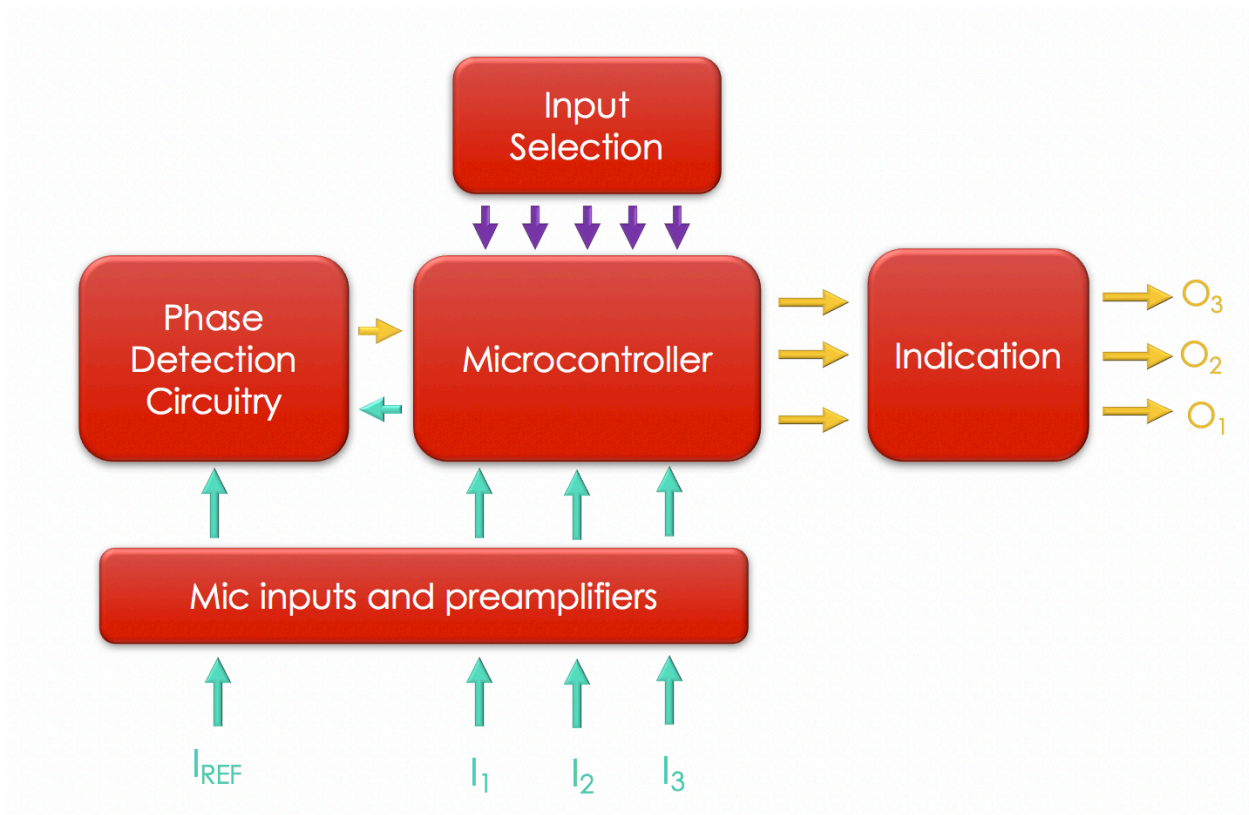 Input
Selection
Phase
Detection
Circuitry
Microcontroller
Indication
O3
O2
O1
Mic inputs and preamplifiers
IREF
I1
I2
I3